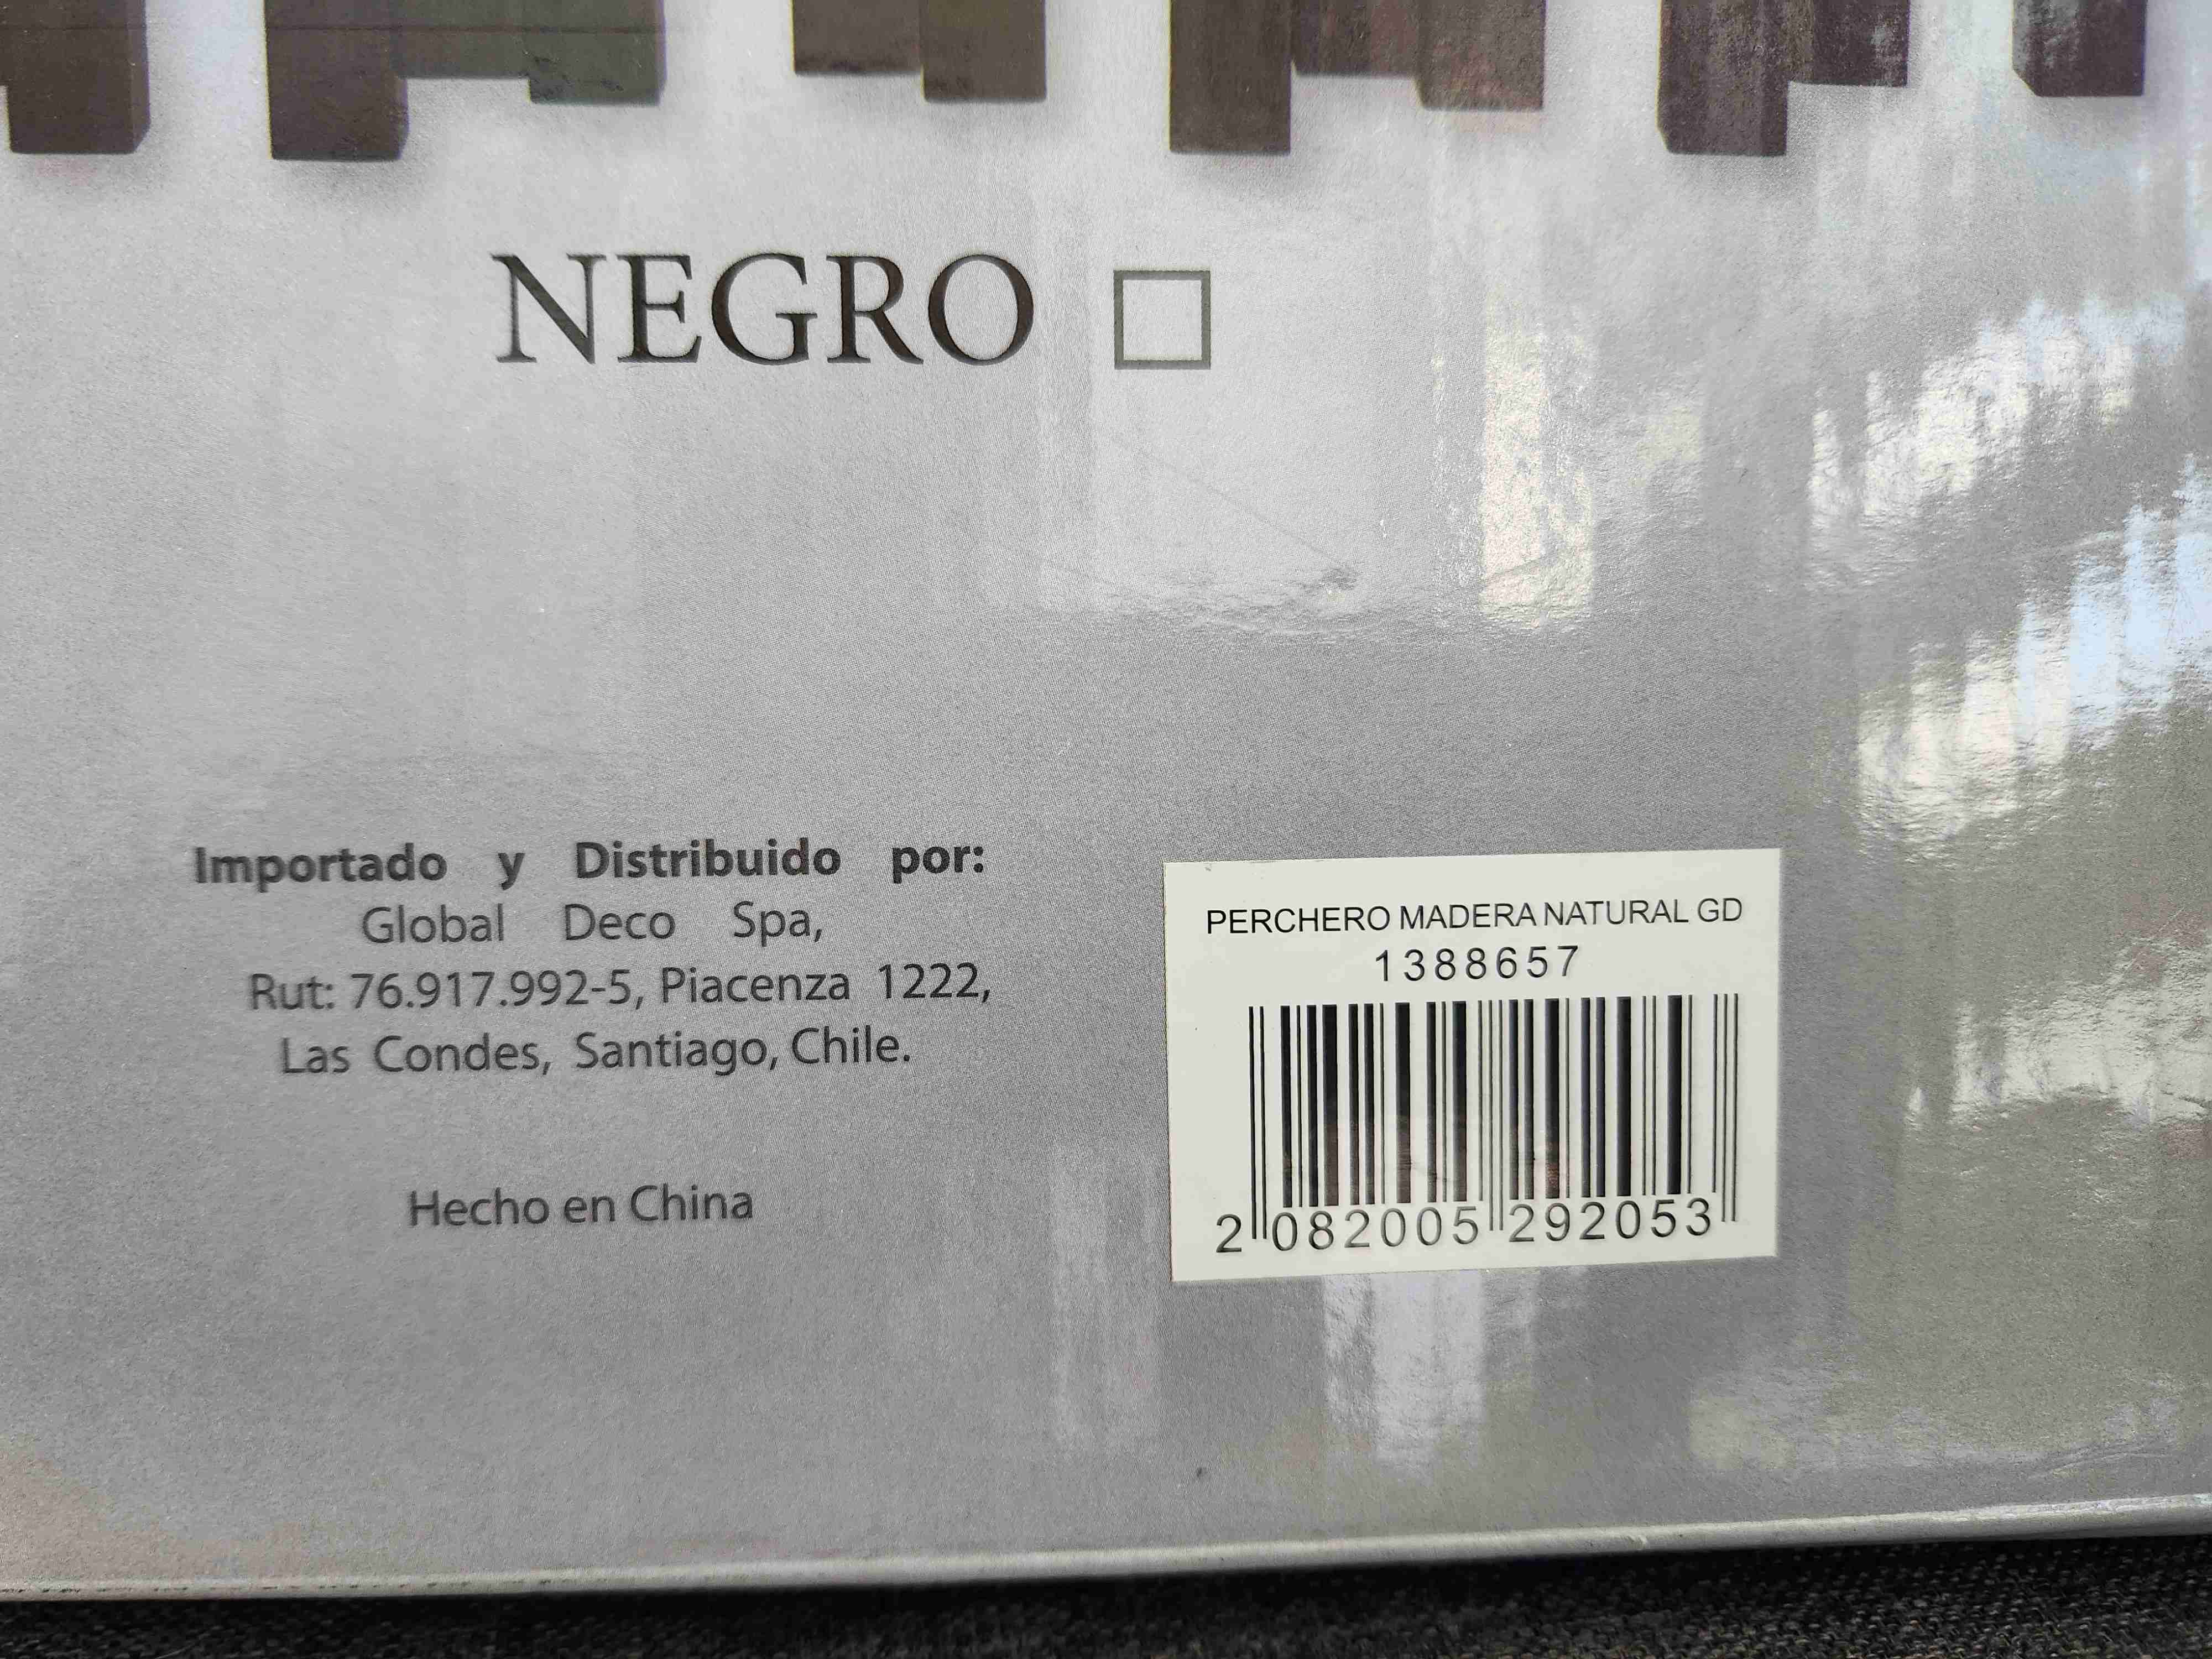 NEGRO
Importado y Distribuido por:
Global Deco Spa,
Rut: 76.917.992-5, Piacenza 1222,
Las Condes, Santiago, Chile.
Hecho en China
PERCHERO MADERA NATURAL GD
1388657
2 082005 292053